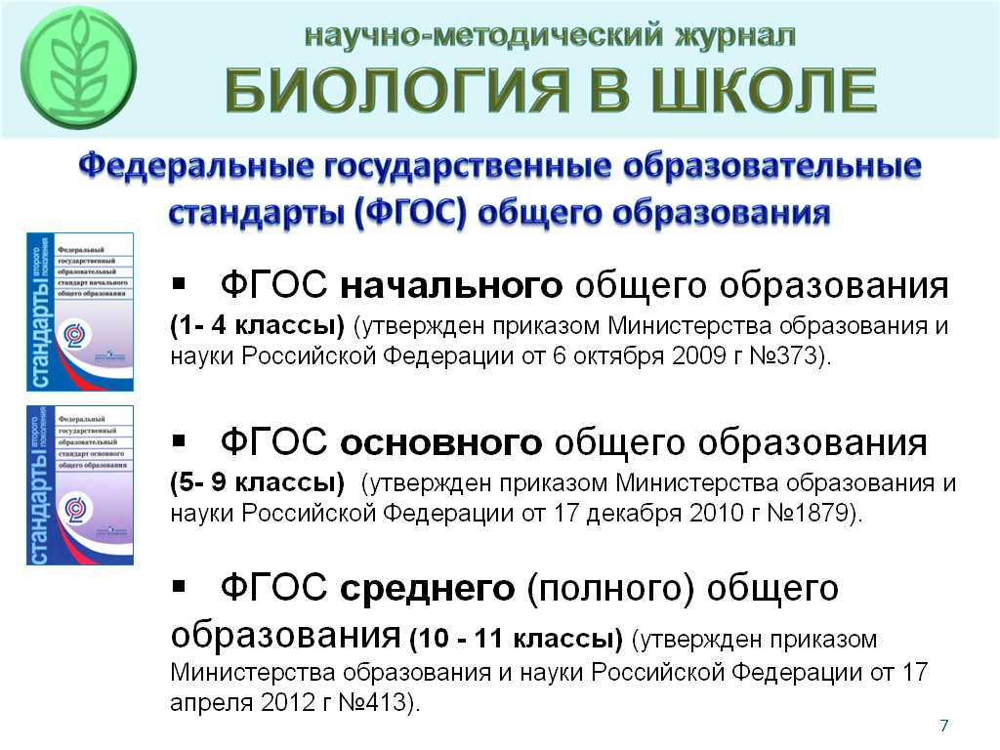 научно-методический журнал
БИОЛОГИЯ В ШКОЛЕ
Федеральные государственные образовательные
стандарты (ФГОС) общего образования
стандарты второго поколения
Федеральный
государственный
образовательный
стандарт начального
общего образования
ПРОСВЕЩЕНИЕ
▪ ФГОС начального общего образования
(1- 4 классы) (утвержден приказом Министерства образования и
науки Российской Федерации от 6 октября 2009 г №373).
стандарты второго поколения
Федеральный
государственный
образовательный
стандарт основного
общего образования
ПРОСВЕЩЕНИЕ
▪ ФГОС основного общего образования
(5- 9 классы) (утвержден приказом Министерства образования и
науки Российской Федерации от 17 декабря 2010 г №1879).
▪ ФГОС среднего (полного) общего
образования (10 - 11 классы) (утвержден приказом
Министерства образования и науки Российской Федерации от 17
апреля 2012 г №413).
7